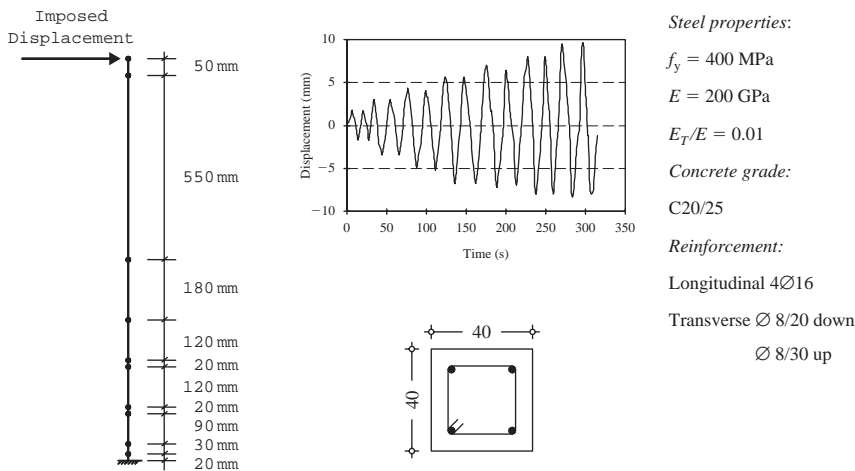 Imposed
Displacement
50 mm
550 mm
180 mm
120 mm
20 mm
120 mm
20 mm
90 mm
30 mm
20 mm
Displacement (mm)
10
5
0
−5
−10
0 50 100 150 200 250 300 350
Time (s)
40
40
Steel properties:
fy = 400 MPa
E = 200 GPa
ET/E = 0.01
Concrete grade:
C20/25
Reinforcement:
Longitudinal 4∅16
Transverse ∅ 8/20 down
∅ 8/30 up